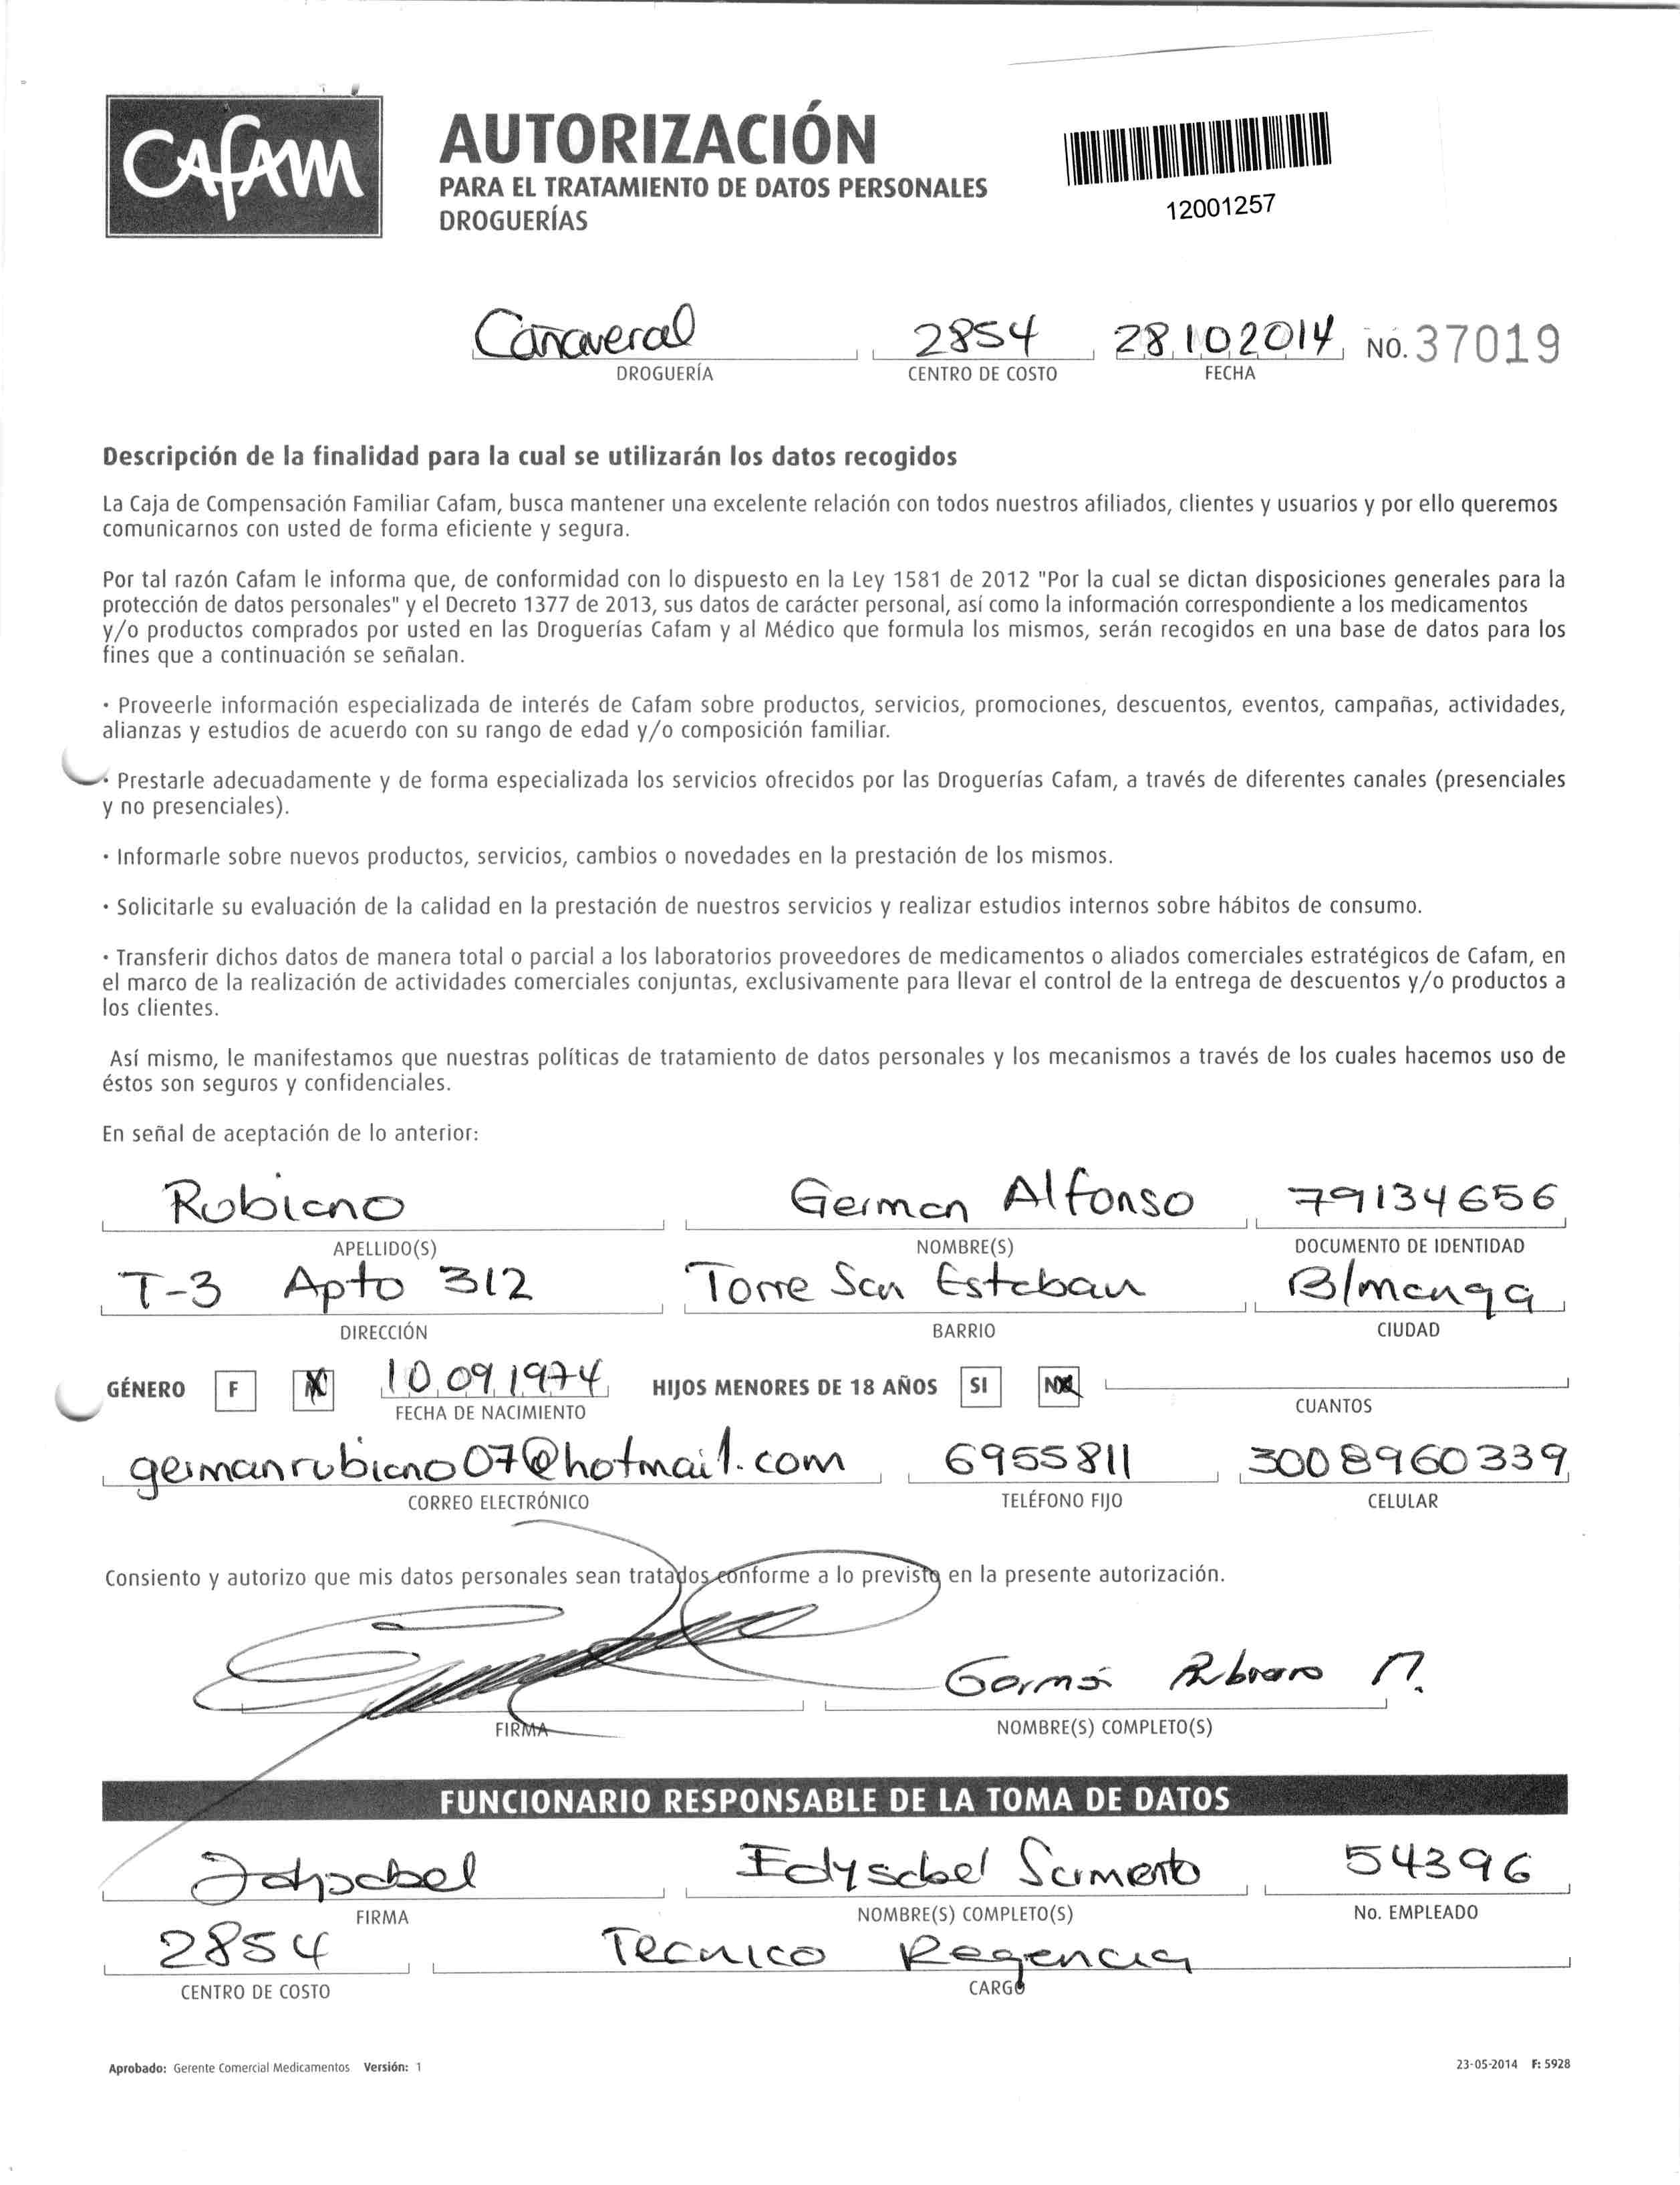 CAFAM
AUTORIZACIÓN
PARA EL TRATAMIENTO DE DATOS PERSONALES
DROGUERÍAS
12001257
Cañaveral 2854 28 10 2014 NO. 37019
DROGUERÍA CENTRO DE COSTO FECHA
Descripción de la finalidad para la cual se utilizarán los datos recogidos
La Caja de Compensación Familiar Cafam, busca mantener una excelente relación con todos nuestros afiliados, clientes y usuarios y por ello queremos
comunicarnos con usted de forma eficiente y segura.
Por tal razón Cafam le informa que, de conformidad con lo dispuesto en la Ley 1581 de 2012 "Por la cual se dictan disposiciones generales para la
protección de datos personales" y el Decreto 1377 de 2013, sus datos de carácter personal, así como la información correspondiente a los medicamentos
y/o productos comprados por usted en las Droguerías Cafam y al Médico que formula los mismos, serán recogidos en una base de datos para los
fines que a continuación se señalan.
· Proveerle información especializada de interés de Cafam sobre productos, servicios, promociones, descuentos, eventos, campañas, actividades,
alianzas y estudios de acuerdo con su rango de edad y/o composición familiar.
· Prestarle adecuadamente y de forma especializada los servicios ofrecidos por las Droguerías Cafam, a través de diferentes canales (presenciales
y no presenciales).
· Informarle sobre nuevos productos, servicios, cambios o novedades en la prestación de los mismos.
· Solicitarle su evaluación de la calidad en la prestación de nuestros servicios y realizar estudios internos sobre hábitos de consumo.
· Transferir dichos datos de manera total o parcial a los laboratorios proveedores de medicamentos o aliados comerciales estratégicos de Cafam, en
el marco de la realización de actividades comerciales conjuntas, exclusivamente para llevar el control de la entrega de descuentos y/o productos a
los clientes.
Así mismo, le manifestamos que nuestras políticas de tratamiento de datos personales y los mecanismos a través de los cuales hacemos uso de
éstos son seguros y confidenciales.
En señal de aceptación de lo anterior:
Rubiano German Alfonso 79134656
APELLIDO(S) NOMBRE(S) DOCUMENTO DE IDENTIDAD
T-3 Apto 312 Torre San Esteban B/manga
DIRECCIÓN BARRIO CIUDAD
GÉNERO F 10 09 1974 HIJOS MENORES DE 18 AÑOS SI NO
FECHA DE NACIMIENTO CUANTOS
germanrubiano07@hotmail.com 6955811 3008960339
CORREO ELECTRÓNICO TELÉFONO FIJO CELULAR
Consiento y autorizo que mis datos personales sean tratados conforme a lo previsto en la presente autorización.
Germán Rubiano M.
FIRMA NOMBRE(S) COMPLETO(S)
FUNCIONARIO RESPONSABLE DE LA TOMA DE DATOS
Edysabel Sarmento 54396
FIRMA NOMBRE(S) COMPLETO(S) No. EMPLEADO
2854 Tecnico Regencia
CENTRO DE COSTO CARGO
Aprobado: Gerente Comercial Medicamentos Versión: 1 23-05-2014 F: 5928